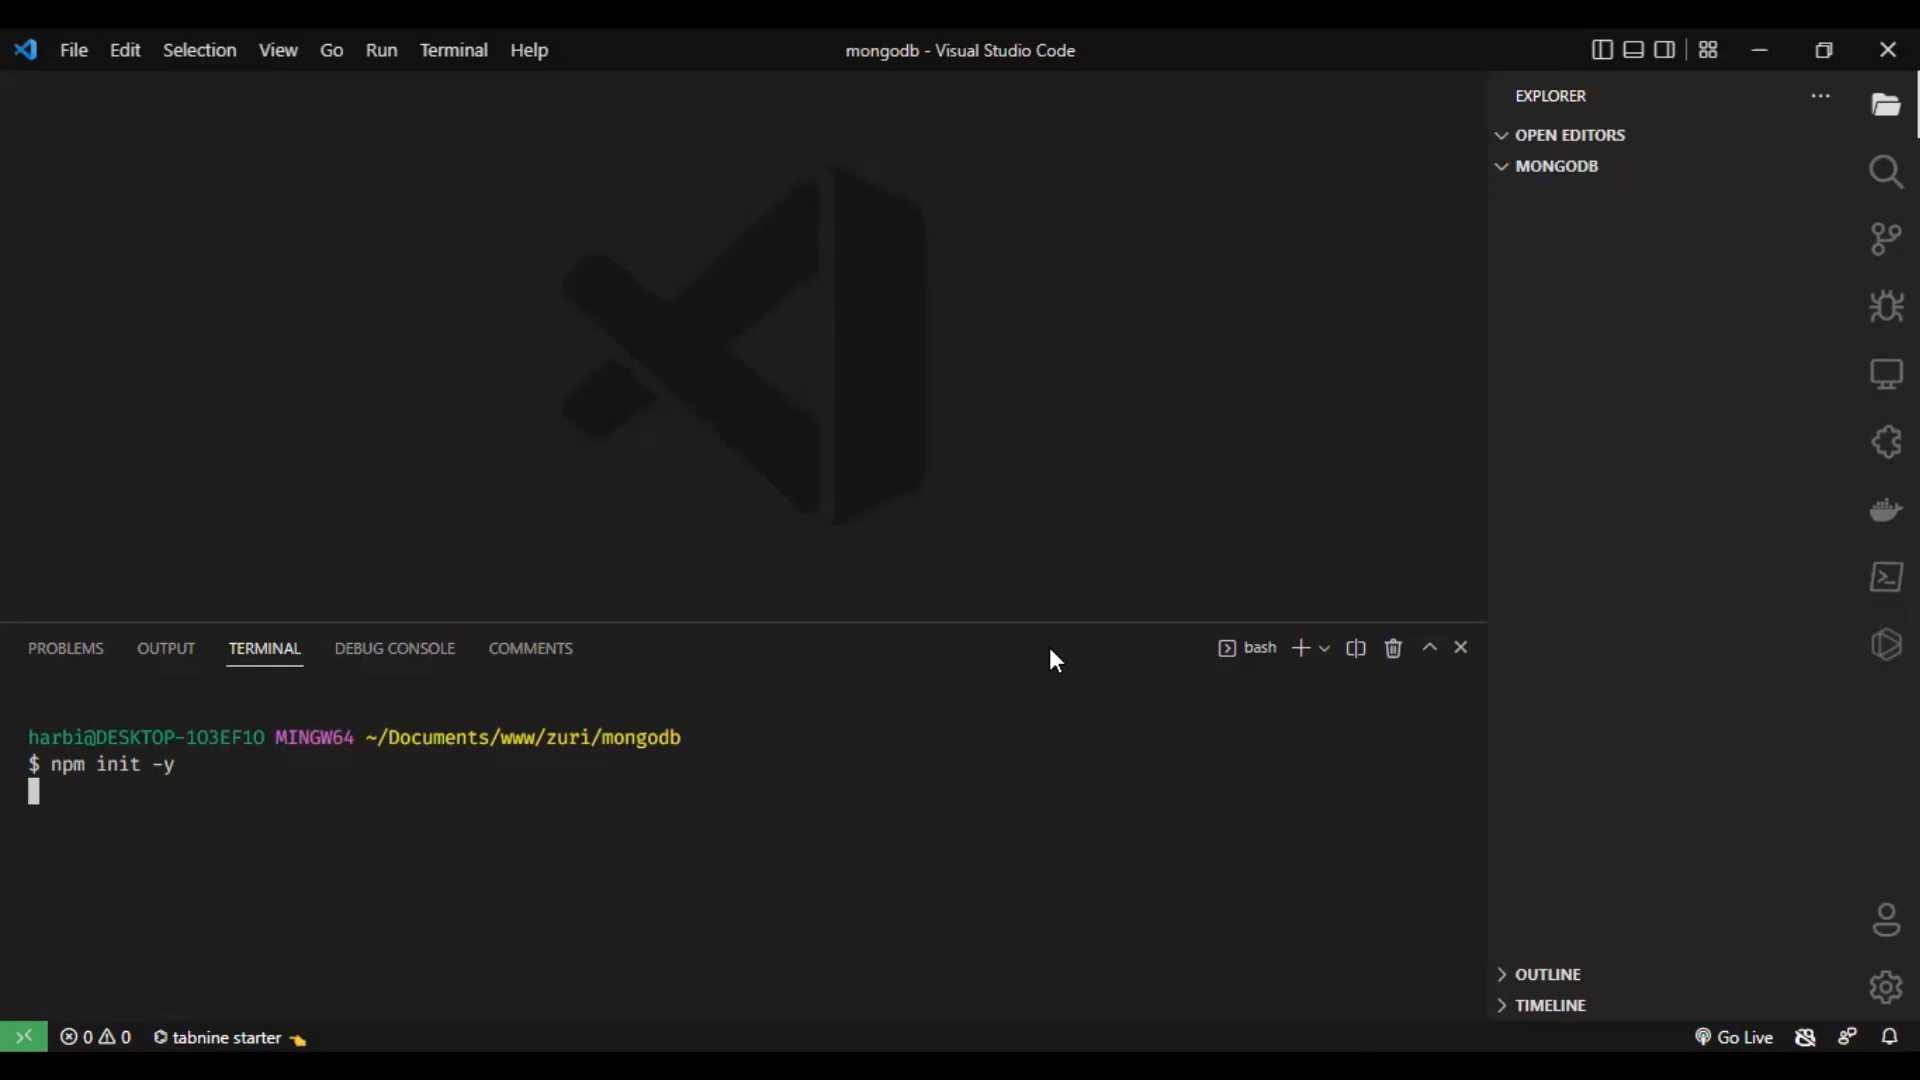 File Edit Selection View Go Run Terminal Help
mongodb - Visual Studio Code
EXPLORER
OPEN EDITORS
MONGODB
PROBLEMS OUTPUT TERMINAL DEBUG CONSOLE COMMENTS
bash
harbi@DESKTOP-103EF1O MINGW64 ~/Documents/www/zuri/mongodb
$ npm init -y
OUTLINE
TIMELINE
0 0 tabnine starter
Go Live